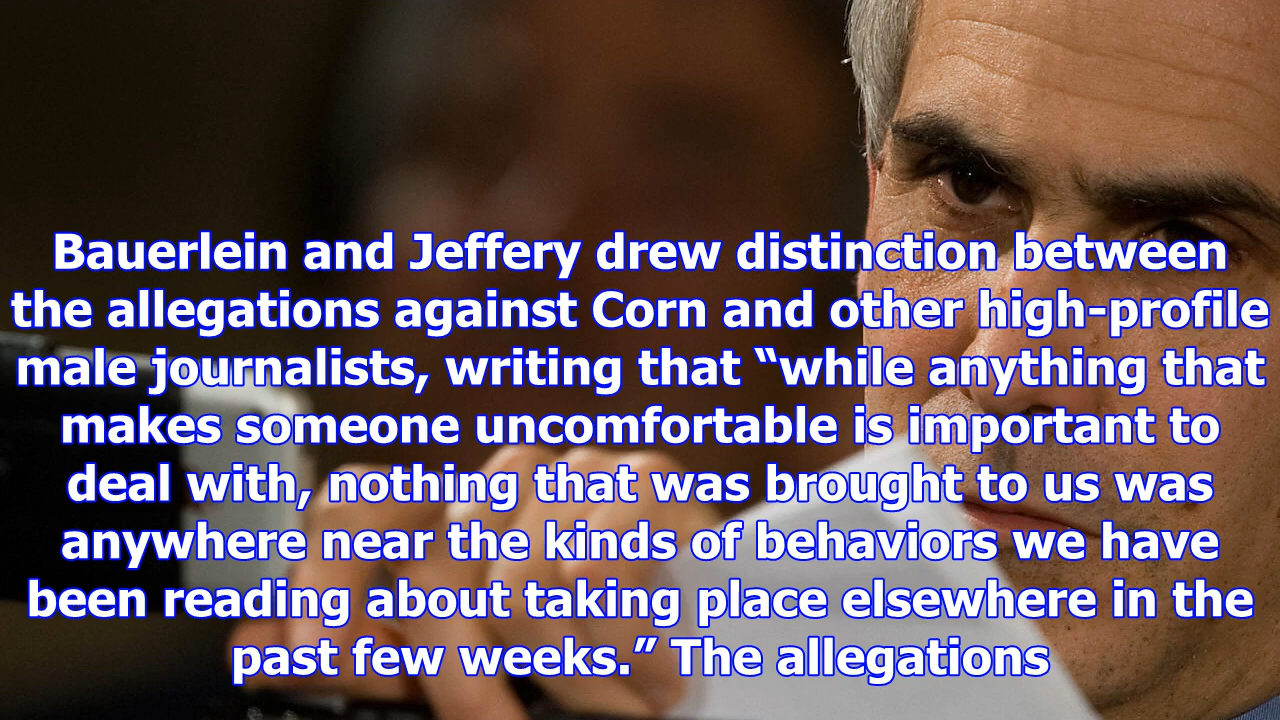 Bauerlein and Jeffery drew distinction between
the allegations against Corn and other high-profile
male journalists, writing that “while anything that
makes someone uncomfortable is important to
deal with, nothing that was brought to us was
anywhere near the kinds of behaviors we have
been reading about taking place elsewhere in the
past few weeks.” The allegations